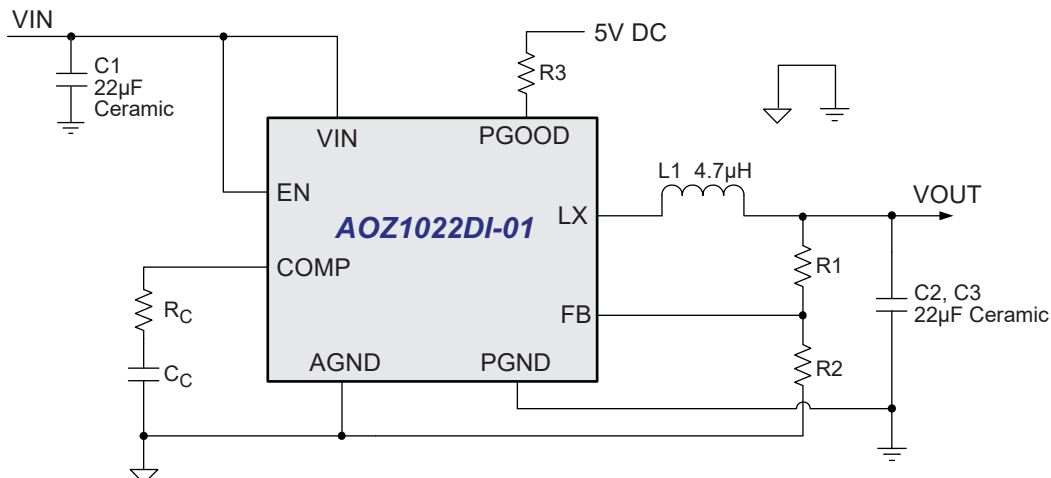 VIN
5V DC
C1
22µF
Ceramic
R3
VIN
PGOOD
L1 4.7µH
EN
VOUT
LX
AOZ1022DI-01
COMP
R1
C2, C3
22µF Ceramic
RC
FB
AGND
PGND
R2
CC